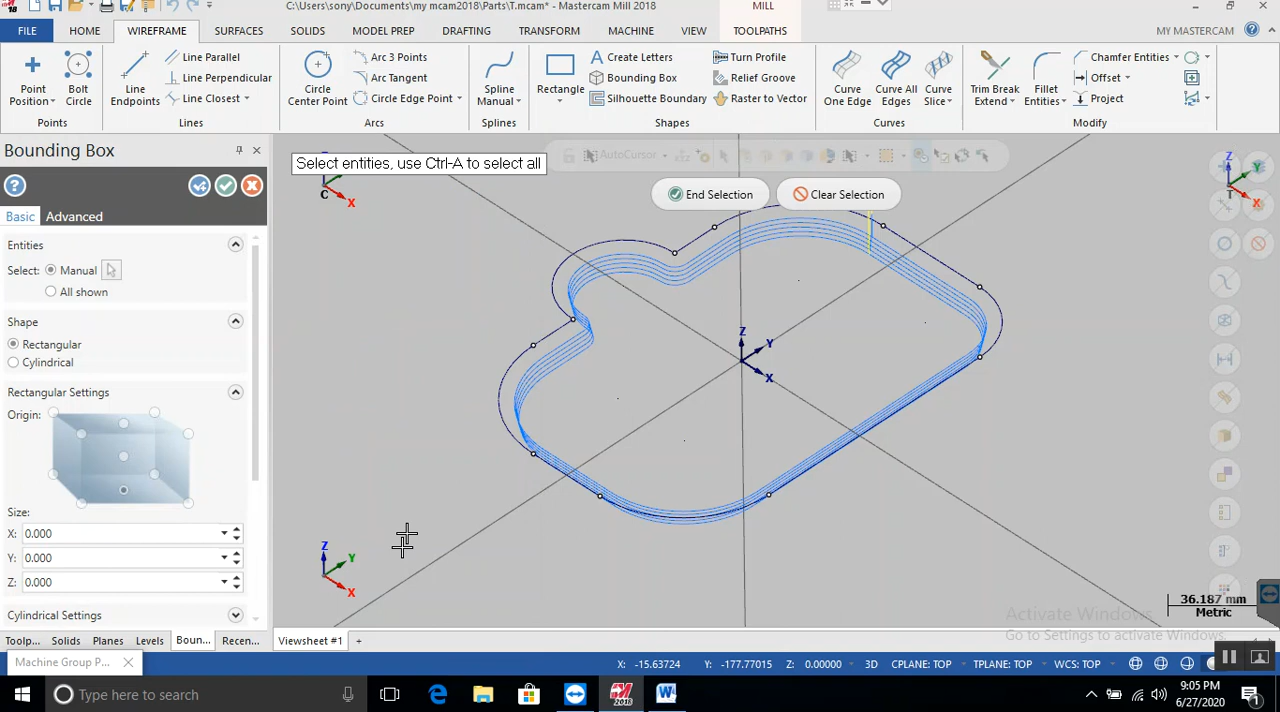 C:\Users\sony\Documents\my mcam2018\Parts\T.mcam* - Mastercam Mill 2018
MILL
FILE HOME WIREFRAME SURFACES SOLIDS MODEL PREP DRAFTING TRANSFORM MACHINE VIEW TOOLPATHS MY MASTERCAM
Point Position
Bolt Circle
Points
Line Endpoints
Line Parallel
Line Perpendicular
Line Closest
Lines
Circle Center Point
Arc 3 Points
Arc Tangent
Circle Edge Point
Arcs
Spline Manual
Splines
Rectangle
Create Letters
Bounding Box
Silhouette Boundary
Turn Profile
Relief Groove
Raster to Vector
Shapes
Curve One Edge
Curve All Edges
Curve Slice
Curves
Trim Break Extend
Fillet Entities
Chamfer Entities
Offset
Project
Modify
Bounding Box
Basic Advanced
Entities
Select: Manual
All shown
Shape
Rectangular
Cylindrical
Rectangular Settings
Origin:
Size:
X: 0.000
Y: 0.000
Z: 0.000
Cylindrical Settings
Toolp... Solids Planes Levels Boun... Recen...
Machine Group P...
Select entities, use Ctrl-A to select all
AutoCursor
End Selection Clear Selection
C X
Z Y X T
Z Y X
Z Y X
36.187 mm
Metric
Activate Windows
Go to Settings to activate Windows.
Viewsheet #1 +
X: -15.63724 Y: -177.77015 Z: 0.00000 3D CPLANE: TOP TPLANE: TOP WCS: TOP
Type here to search
9:05 PM
6/27/2020